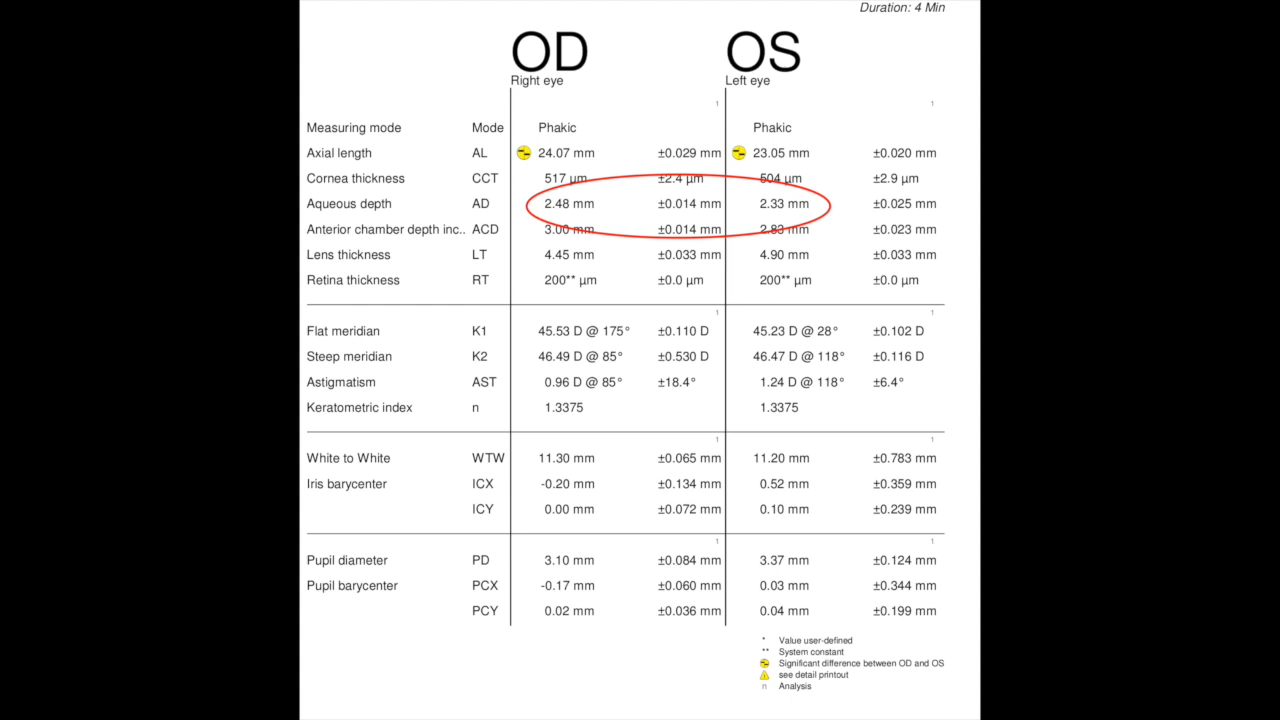 Duration: 4 Min
OD OS
Right eye Left eye
1 1
Measuring mode Mode Phakic Phakic
Axial length AL 24.07 mm ±0.029 mm 23.05 mm ±0.020 mm
Cornea thickness CCT 517 µm ±2.4 µm 504 µm ±2.9 µm
Aqueous depth AD 2.48 mm ±0.014 mm 2.33 mm ±0.025 mm
Anterior chamber depth inc.. ACD 3.00 mm ±0.014 mm 2.83 mm ±0.023 mm
Lens thickness LT 4.45 mm ±0.033 mm 4.90 mm ±0.033 mm
Retina thickness RT 200** µm ±0.0 µm 200** µm ±0.0 µm
1 1
Flat meridian K1 45.53 D @ 175° ±0.110 D 45.23 D @ 28° ±0.102 D
Steep meridian K2 46.49 D @ 85° ±0.530 D 46.47 D @ 118° ±0.116 D
Astigmatism AST 0.96 D @ 85° ±18.4° 1.24 D @ 118° ±6.4°
Keratometric index n 1.3375 1.3375
1 1
White to White WTW 11.30 mm ±0.065 mm 11.20 mm ±0.783 mm
Iris barycenter ICX -0.20 mm ±0.134 mm 0.52 mm ±0.359 mm
ICY 0.00 mm ±0.072 mm 0.10 mm ±0.239 mm
1 1
Pupil diameter PD 3.10 mm ±0.084 mm 3.37 mm ±0.124 mm
Pupil barycenter PCX -0.17 mm ±0.060 mm 0.03 mm ±0.344 mm
PCY 0.02 mm ±0.036 mm 0.04 mm ±0.199 mm
* Value user-defined
** System constant
Significant difference between OD and OS
see detail printout
n Analysis